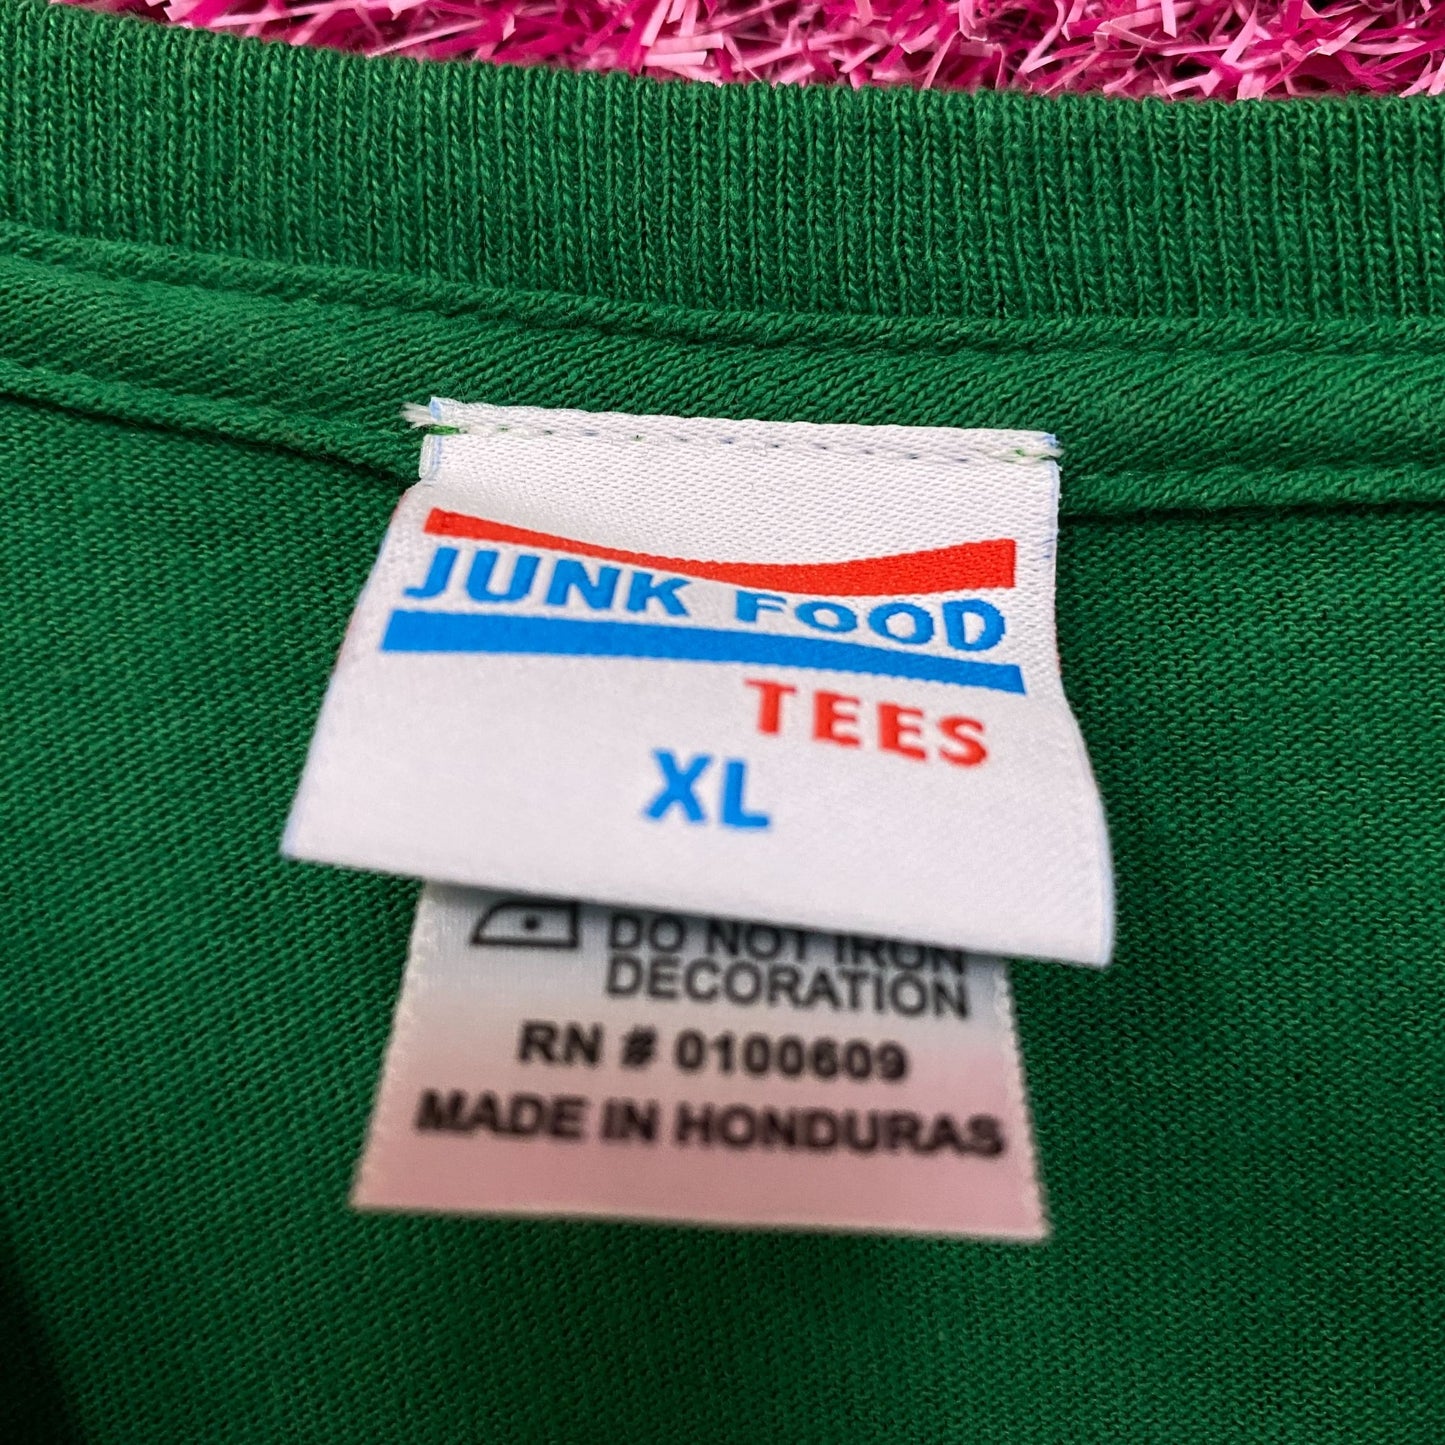 JUNK FOOD
TEES
XL
DO NOT IRON
DECORATION
RN # 0100609
MADE IN HONDURAS